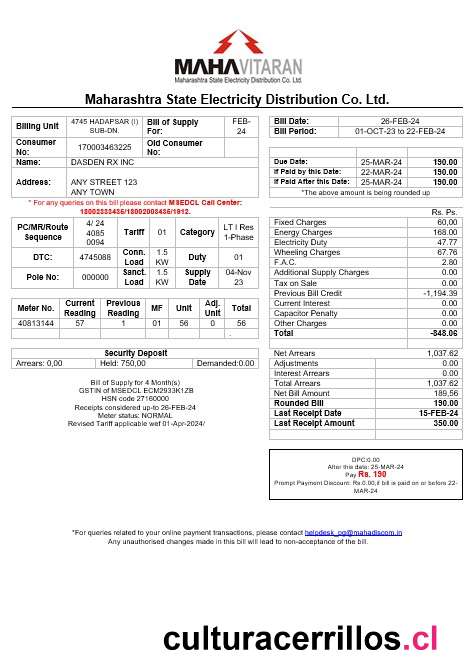 MAHAVITARAN
Maharashtra State Electricity Distribution Co. Ltd.
Maharashtra State Electricity Distribution Co. Ltd.
Billing Unit 4745 HADAPSAR (I) SUB-DN. Bill of Supply For: FEB-24
Consumer No: 170003463225 Old Consumer No:
Name: DASDEN RX INC
Address: ANY STREET 123
ANY TOWN
* For any queries on this bill please contact MSEDCL Call Center:
18002333435/18002003435/1912.
PC/MR/Route Sequence 4/ 24 4085 0094 Tariff 01 Category LT I Res 1-Phase
DTC: 4745088 Conn. Load 1.5 KW Duty 01
Pole No: 000000 Sanct. Load 1.5 KW Supply Date 04-Nov 23
Meter No. Current Reading Previous Reading MF Unit Adj. Unit Total
40813144 57 1 01 56 0 56
.
Security Deposit
Arrears: 0,00 Held: 750,00 Demanded:0.00
Bill of Supply for 4 Month(s)
GSTIN of MSEDCL ECM2933K1ZB
HSN code 27160000
Receipts considered up-to 26-FEB-24
Meter status: NORMAL
Revised Tariff applicable wef 01-Apr-2024/
Bill Date: 26-FEB-24
Bill Period: 01-OCT-23 to 22-FEB-24
Due Date: 25-MAR-24 190.00
If Paid by this Date: 22-MAR-24 190.00
If Paid After this Date: 25-MAR-24 190.00
*The above amount is being rounded up
Rs. Ps.
Fixed Charges 60,00
Energy Charges 168.00
Electricity Duty 47.77
Wheeling Charges 67.76
F.A.C. 2.80
Additional Supply Charges 0.00
Tax on Sale 0.00
Previous Bill Credit -1,194.39
Current Interest 0.00
Capacitor Penalty 0.00
Other Charges 0.00
Total -848.06
Net Arrears 1,037.62
Adjustments 0.00
Interest Arrears 0.00
Total Arrears 1,037.62
Net Bill Amount 189,56
Rounded Bill 190.00
Last Receipt Date 15-FEB-24
Last Receipt Amount 350.00
DPC:0.00
After this date: 25-MAR-24
Pay Rs. 190
Prompt Payment Discount: Rs.0.00,if bill is paid on or before 22-
MAR-24
*For queries related to your online payment transactions, please contact helpdesk_pg@mahadiscom.in
Any unauthorised changes made in this bill will lead to non-acceptance of the bill.
culturacerrillos.cl